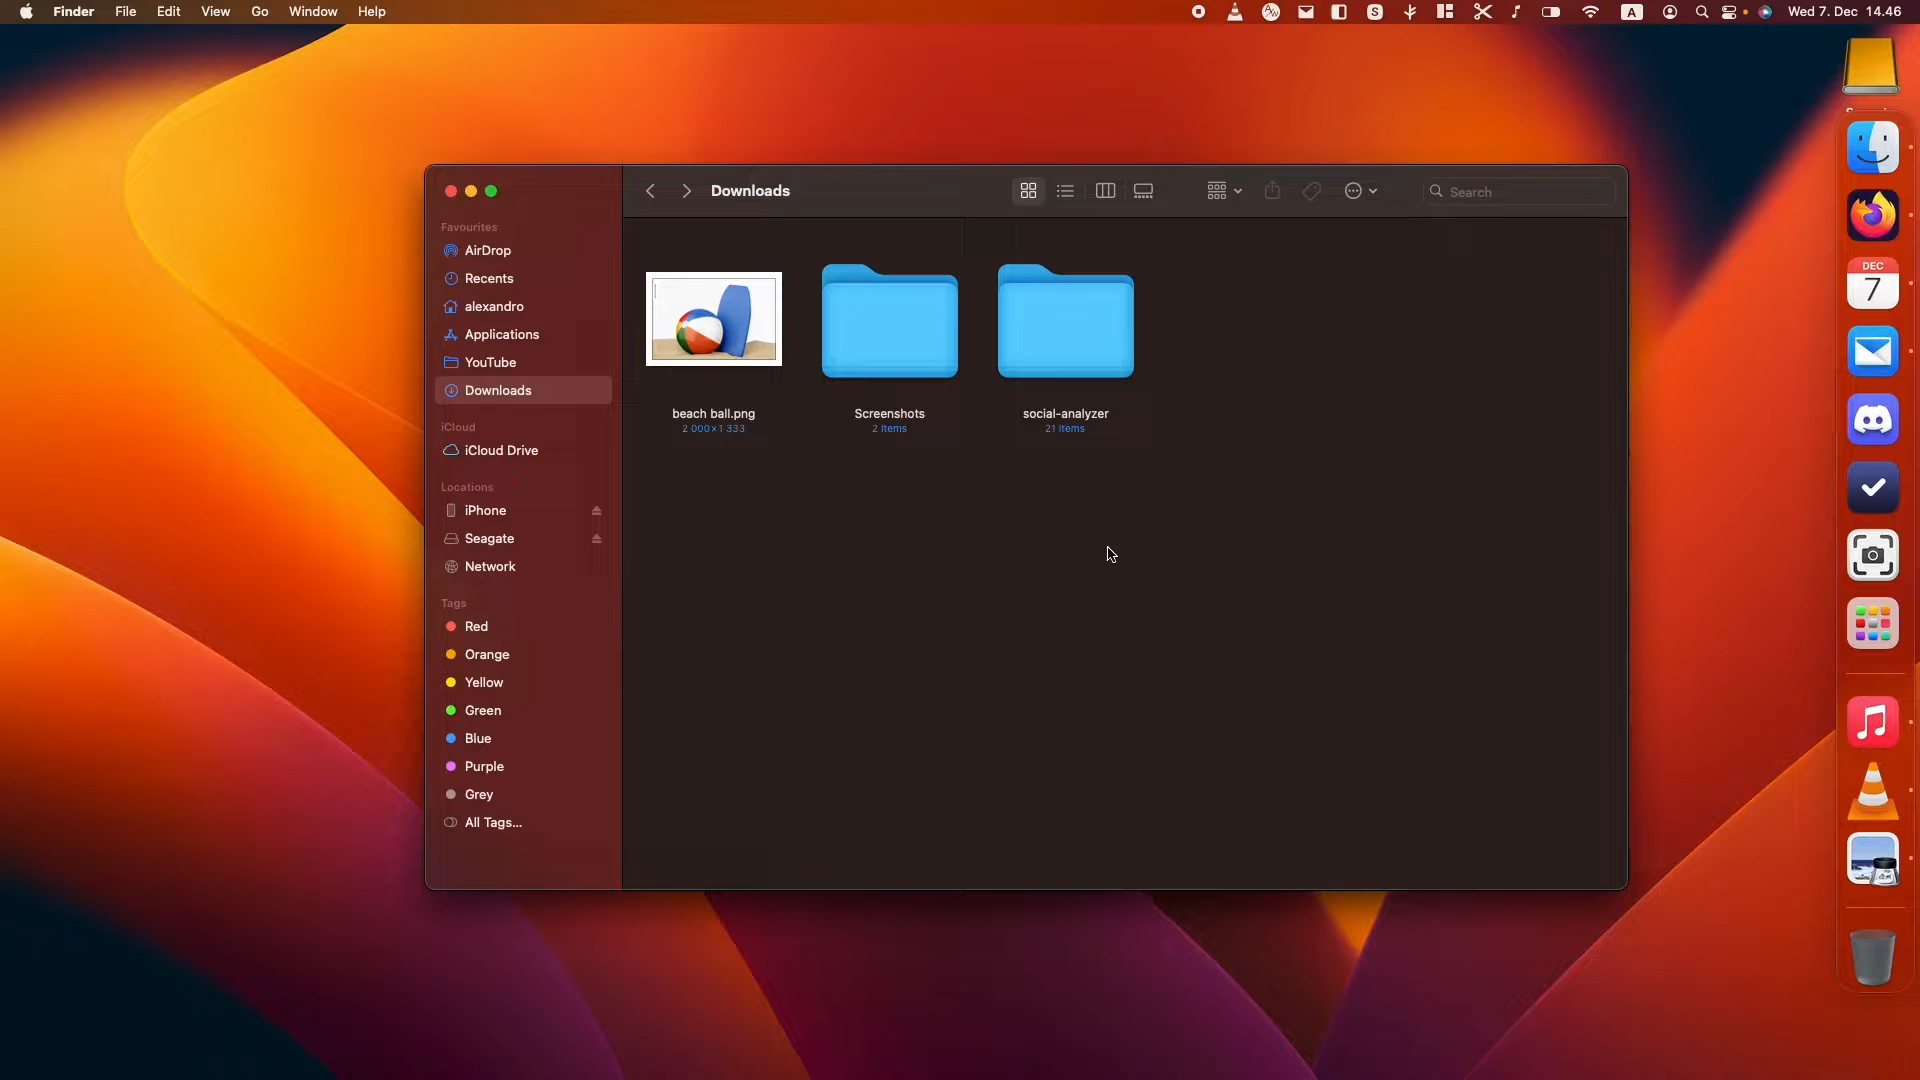 Finder File Edit View Go Window Help
A
Wed 7. Dec 14.46
Downloads
Search
Favourites
AirDrop
Recents
alexandro
Applications
YouTube
Downloads
iCloud
iCloud Drive
Locations
iPhone
Seagate
Network
Tags
Red
Orange
Yellow
Green
Blue
Purple
Grey
All Tags...
beach ball.png
2 000×1 333
Screenshots
2 items
social-analyzer
21 items
DEC
7